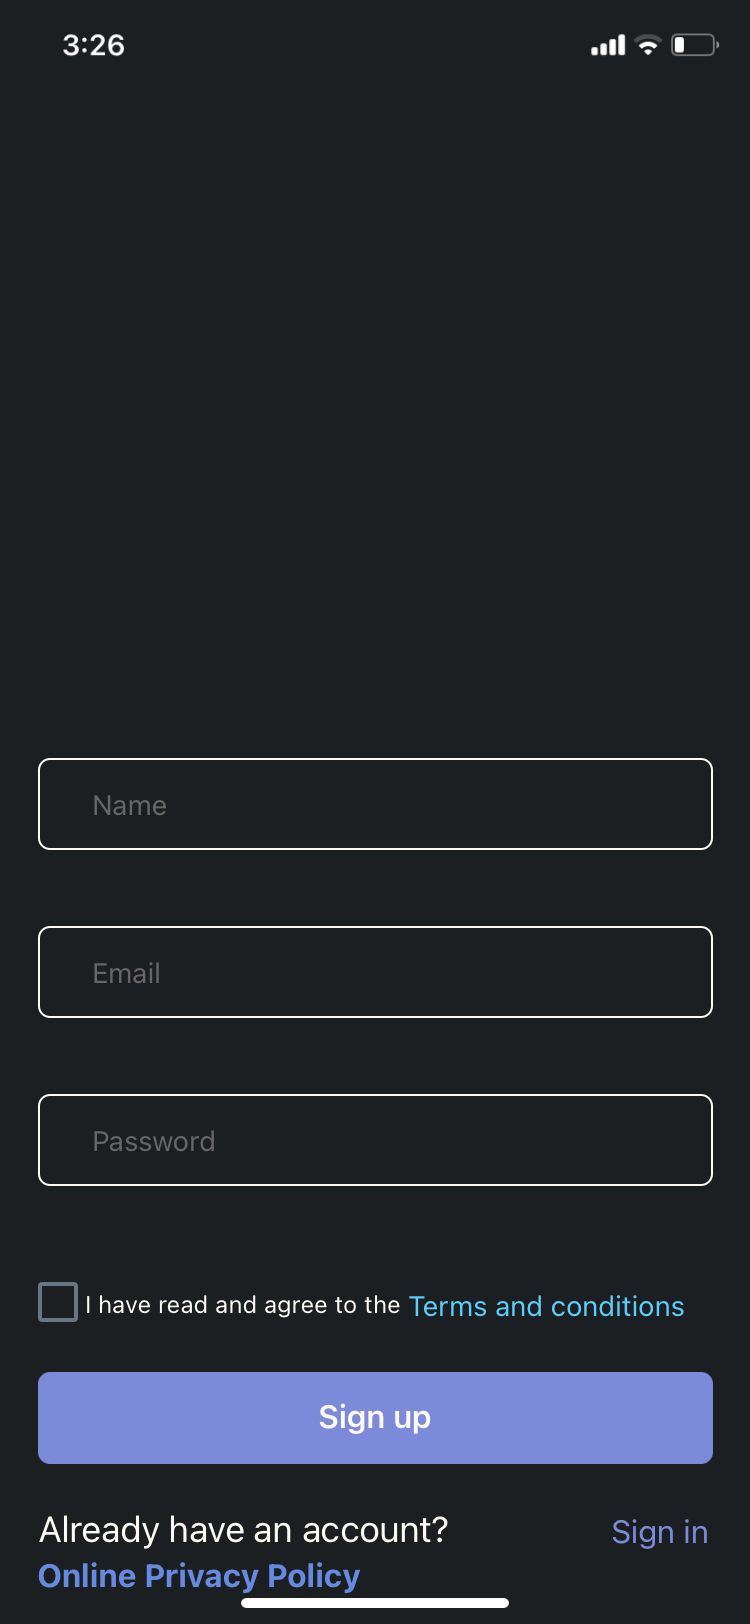 3:26
Name
Email
Password
I have read and agree to the Terms and conditions
Sign up
Already have an account? Sign in
Online Privacy Policy